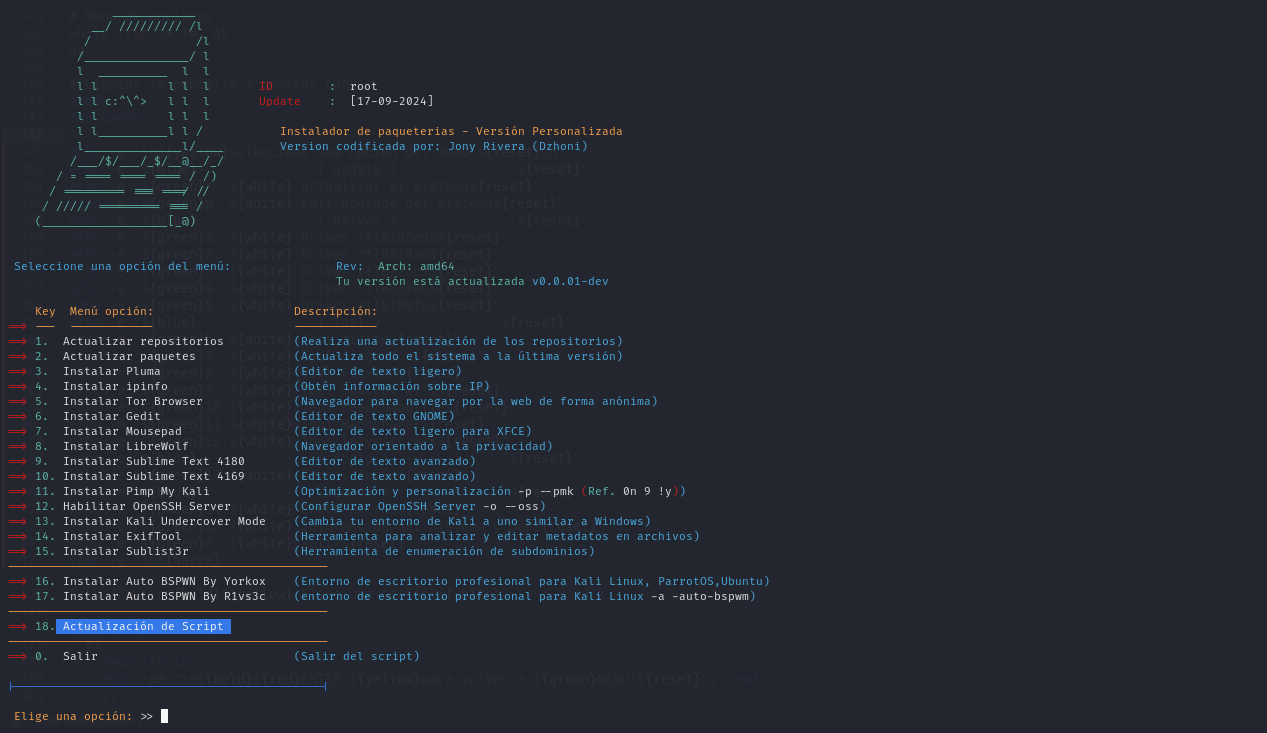 ID : root
Update : [17-09-2024]
c:^\^>
Instalador de paqueterias - Versión Personalizada
Version codificada por: Jony Rivera (Dzhoni)
Seleccione una opción del menú: Rev: Arch: amd64
Tu versión está actualizada v0.0.01-dev
Key Menú opción: Descripción:
==> 1. Actualizar repositorios (Realiza una actualización de los repositorios)
==> 2. Actualizar paquetes (Actualiza todo el sistema a la última versión)
==> 3. Instalar Pluma (Editor de texto ligero)
==> 4. Instalar ipinfo (Obtén información sobre IP)
==> 5. Instalar Tor Browser (Navegador para navegar por la web de forma anónima)
==> 6. Instalar Gedit (Editor de texto GNOME)
==> 7. Instalar Mousepad (Editor de texto ligero para XFCE)
==> 8. Instalar LibreWolf (Navegador orientado a la privacidad)
==> 9. Instalar Sublime Text 4180 (Editor de texto avanzado)
==> 10. Instalar Sublime Text 4169 (Editor de texto avanzado)
==> 11. Instalar Pimp My Kali (Optimización y personalización -p --pmk (Ref. 0n 9 !y))
==> 12. Habilitar OpenSSH Server (Configurar OpenSSH Server -o --oss)
==> 13. Instalar Kali Undercover Mode (Cambia tu entorno de Kali a uno similar a Windows)
==> 14. Instalar ExifTool (Herramienta para analizar y editar metadatos en archivos)
==> 15. Instalar Sublist3r (Herramienta de enumeración de subdominios)
==> 16. Instalar Auto BSPWN By Yorkox (Entorno de escritorio profesional para Kali Linux, ParrotOS,Ubuntu)
==> 17. Instalar Auto BSPWN By R1vs3c (entorno de escritorio profesional para Kali Linux -a -auto-bspwm)
==> 18. Actualización de Script
==> 0. Salir (Salir del script)
Elige una opción: >>